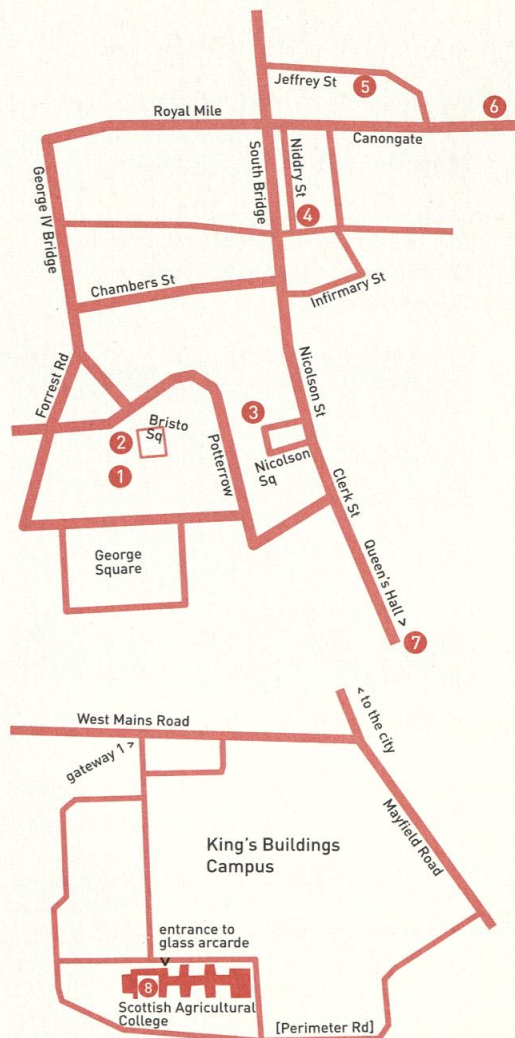 Jeffrey St
5
6
Royal Mile
Canongate
George IV Bridge
South Bridge
Niddry St
4
Chambers St
Infirmary St
Forrest Rd
Nicolson St
3
Bristo
Sq
2
Potterrow
Nicolson
Sq
1
Clerk St
George
Square
Queen's Hall >
7
West Mains Road
< to the city
gateway 1 >
Mayfield Road
King's Buildings
Campus
entrance to
glass arcarde
>
8
Scottish Agricultural
College
[Perimeter Rd]